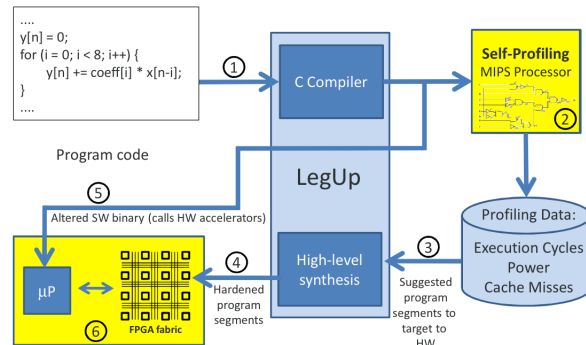 ....
y[n] = 0;
for (i = 0; i < 8; i++) {
y[n] += coeff[i] * x[n-i];
}
....
Program code
1
C Compiler
LegUp
Self-Profiling
MIPS Processor
2
Profiling Data:
Execution Cycles
Power
Cache Misses
3
Suggested
program
segments to
target to
HW
High-level
synthesis
4
Hardened
program
segments
5
Altered SW binary (calls HW accelerators)
µP
FPGA fabric
6